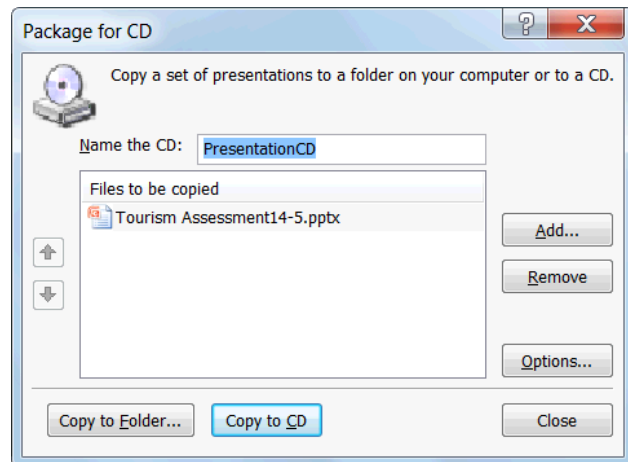 Package for CD
Copy a set of presentations to a folder on your computer or to a CD.
Name the CD: PresentationCD
Files to be copied
Tourism Assessment14-5.pptx
Add...
Remove
Options...
Copy to Folder... Copy to CD Close